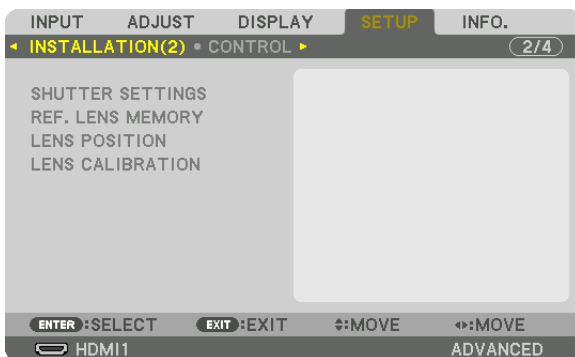 INPUT ADJUST DISPLAY SETUP INFO.
INSTALLATION(2) • CONTROL 2/4
SHUTTER SETTINGS
REF. LENS MEMORY
LENS POSITION
LENS CALIBRATION
ENTER :SELECT EXIT :EXIT :MOVE :MOVE
HDMI1 ADVANCED